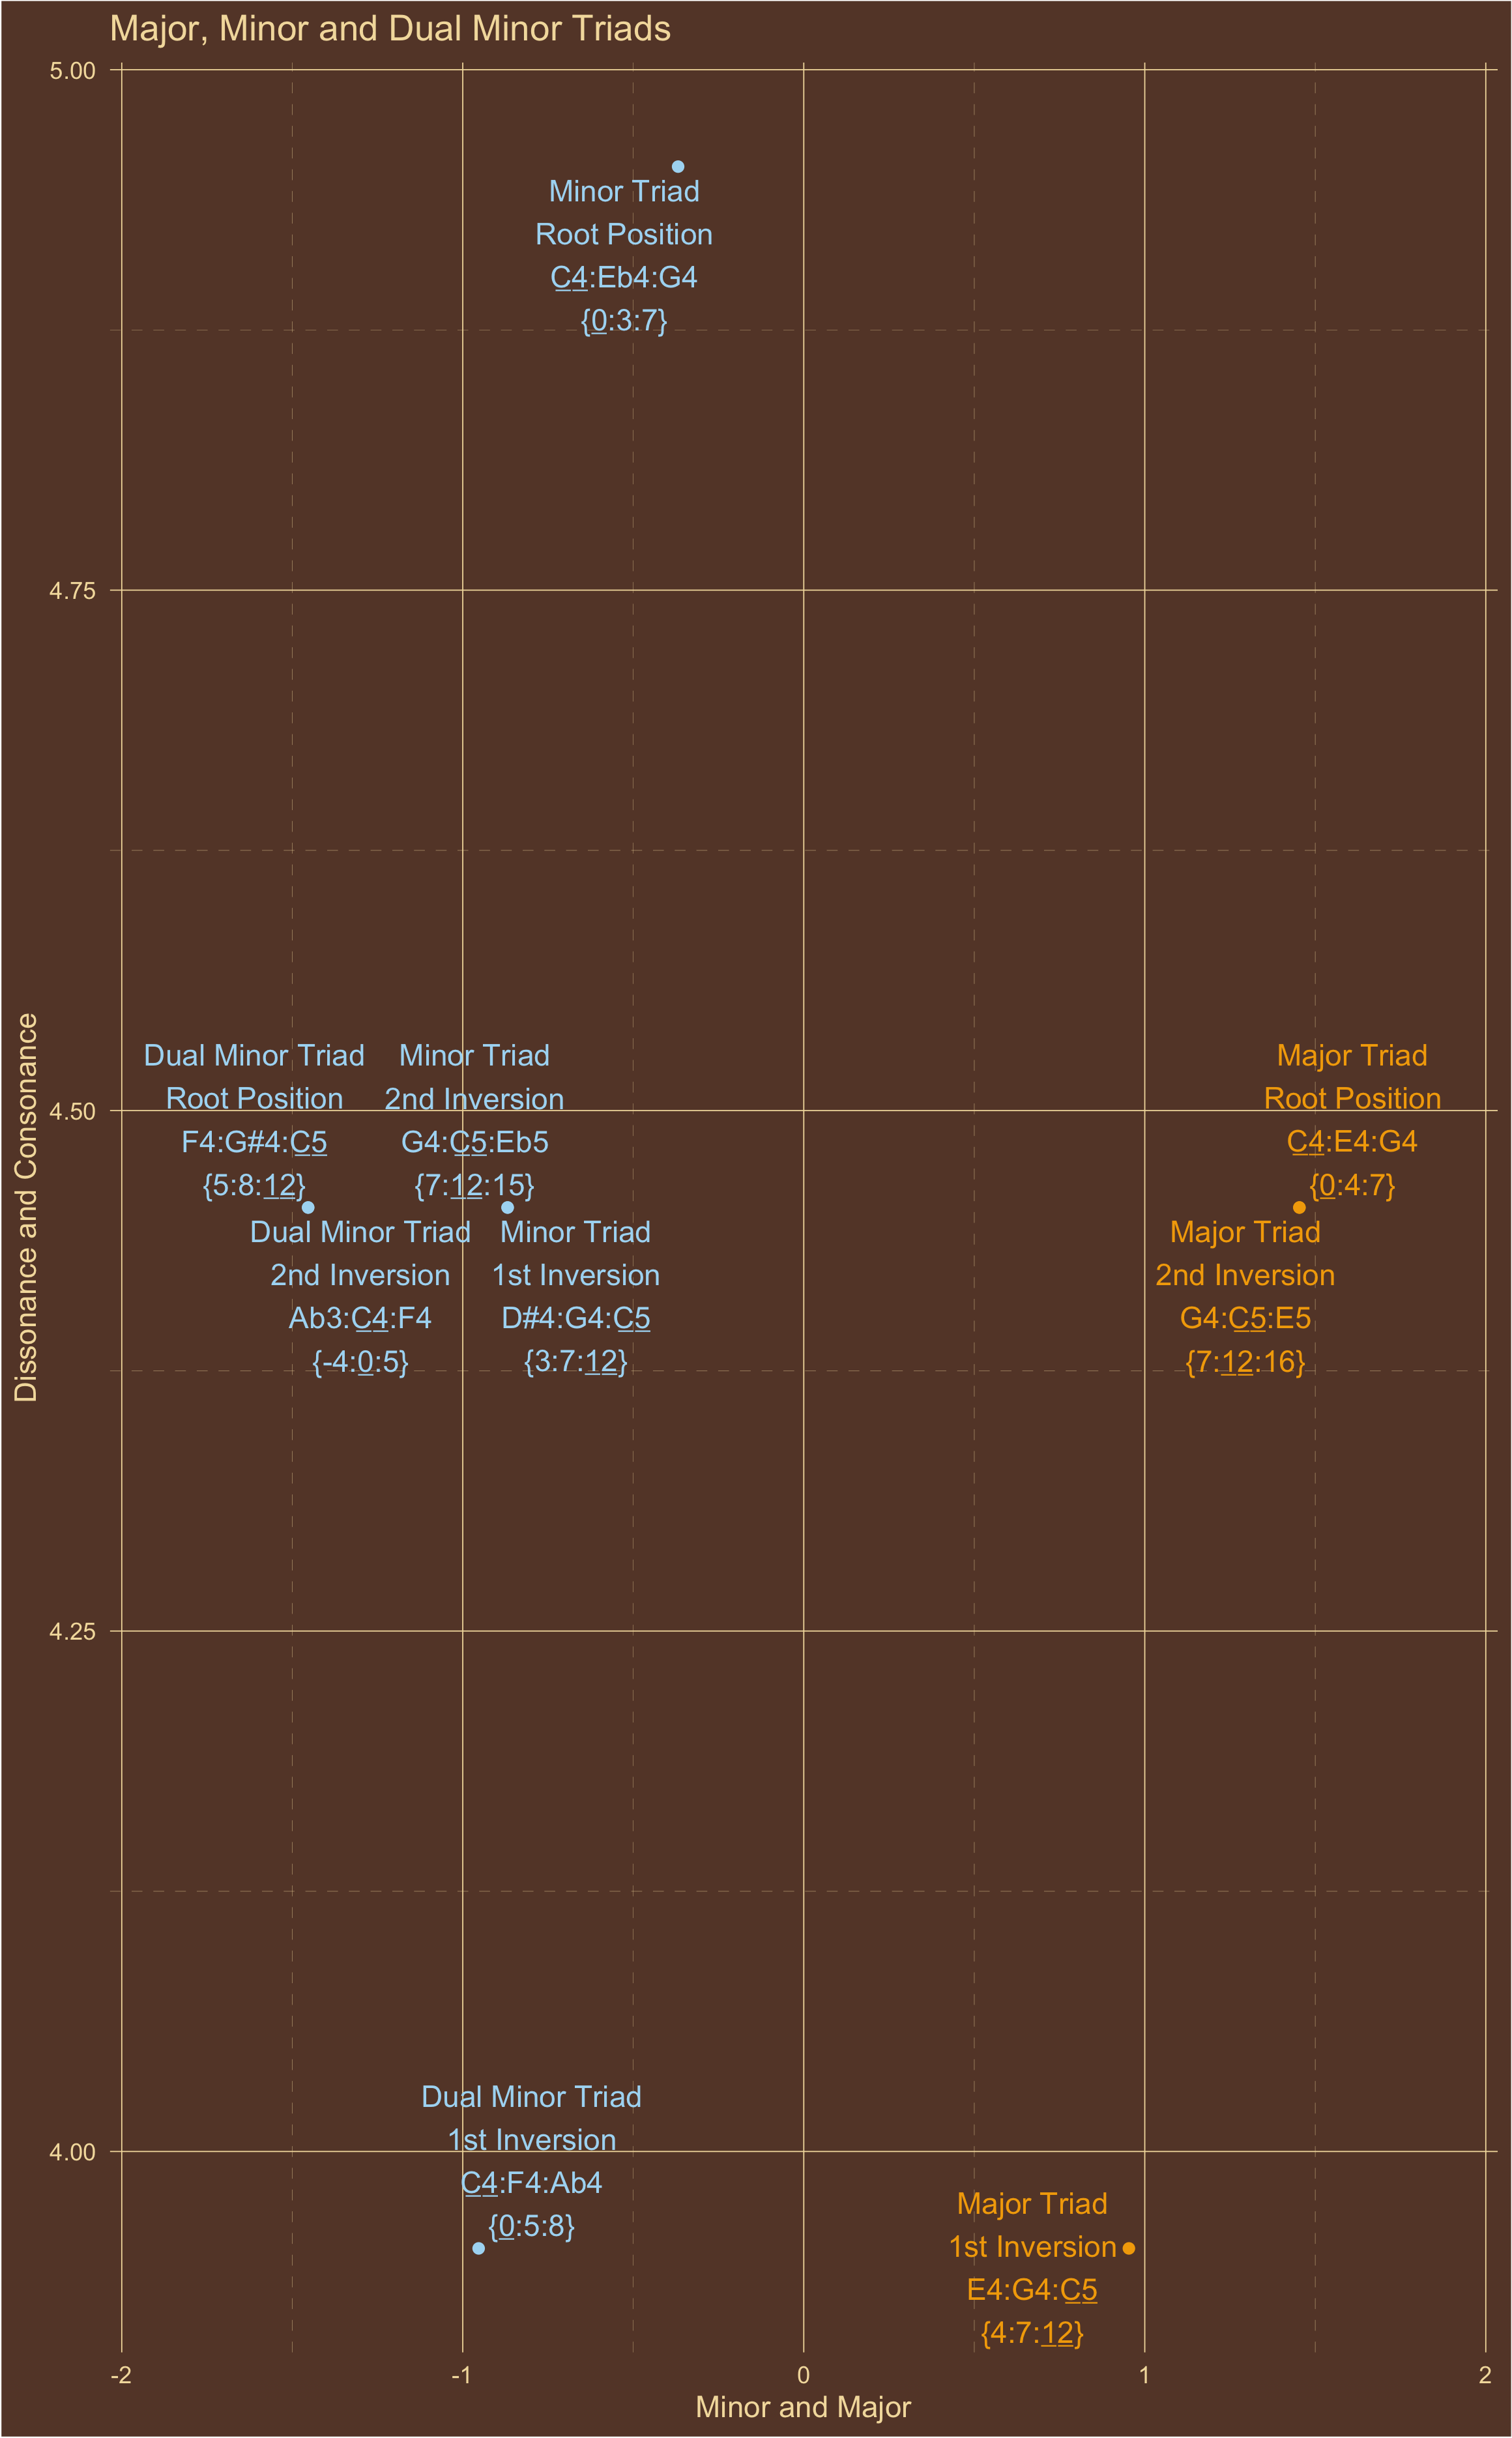 Major, Minor and Dual Minor Triads
5.00
Minor Triad
Root Position
C4:Eb4:G4
{0:3:7}
4.75
Dissonance and Consonance
Dual Minor Triad
Root Position
F4:G#4:C5
{5:8:12}
Minor Triad
2nd Inversion
G4:C5:Eb5
{7:12:15}
Major Triad
Root Position
C4:E4:G4
{0:4:7}
4.50
Dual Minor Triad
2nd Inversion
Ab3:C4:F4
{-4:0:5}
Minor Triad
1st Inversion
D#4:G4:C5
{3:7:12}
Major Triad
2nd Inversion
G4:C5:E5
{7:12:16}
4.25
Dual Minor Triad
1st Inversion
C4:F4:Ab4
{0:5:8}
4.00
Major Triad
1st Inversion
E4:G4:C5
{4:7:12}
-2
-1
0
1
2
Minor and Major